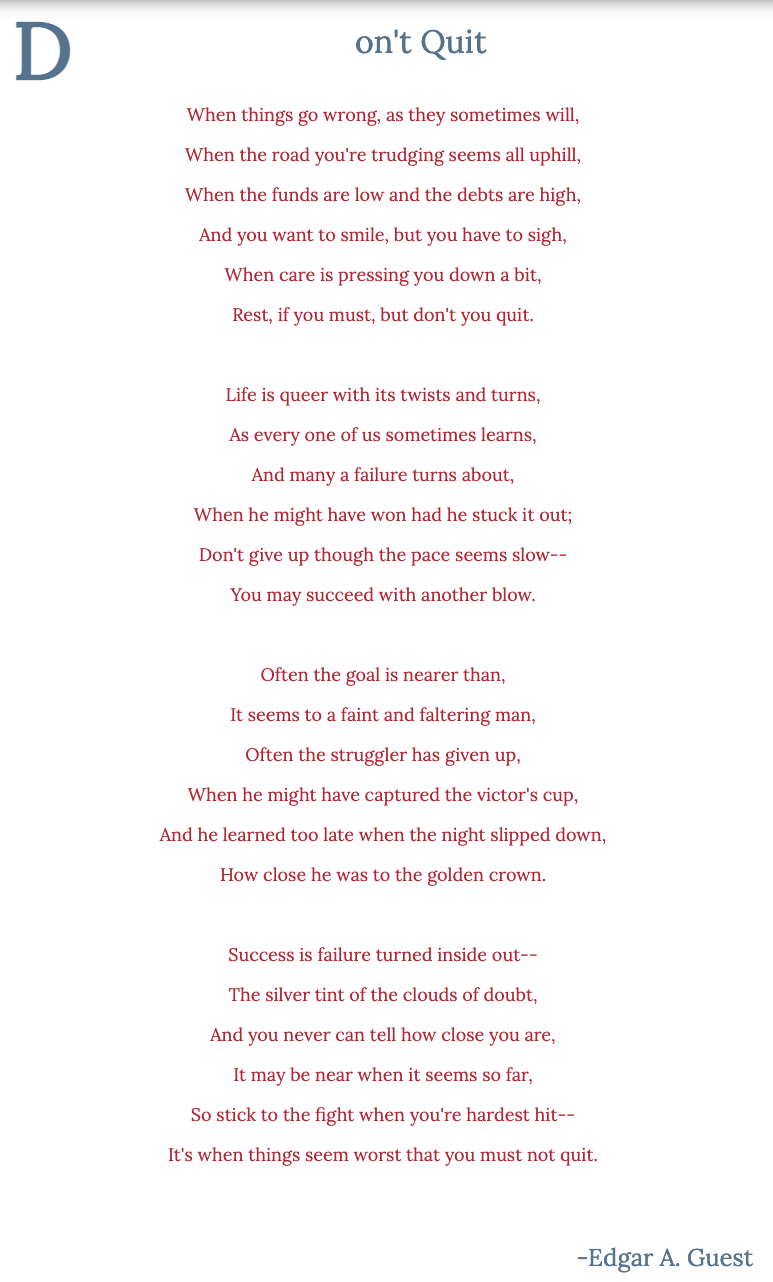 Don't Quit
When things go wrong, as they sometimes will,
When the road you're trudging seems all uphill,
When the funds are low and the debts are high,
And you want to smile, but you have to sigh,
When care is pressing you down a bit,
Rest, if you must, but don't you quit.
Life is queer with its twists and turns,
As every one of us sometimes learns,
And many a failure turns about,
When he might have won had he stuck it out;
Don't give up though the pace seems slow--
You may succeed with another blow.
Often the goal is nearer than,
It seems to a faint and faltering man,
Often the struggler has given up,
When he might have captured the victor's cup,
And he learned too late when the night slipped down,
How close he was to the golden crown.
Success is failure turned inside out--
The silver tint of the clouds of doubt,
And you never can tell how close you are,
It may be near when it seems so far,
So stick to the fight when you're hardest hit--
It's when things seem worst that you must not quit.
-Edgar A. Guest